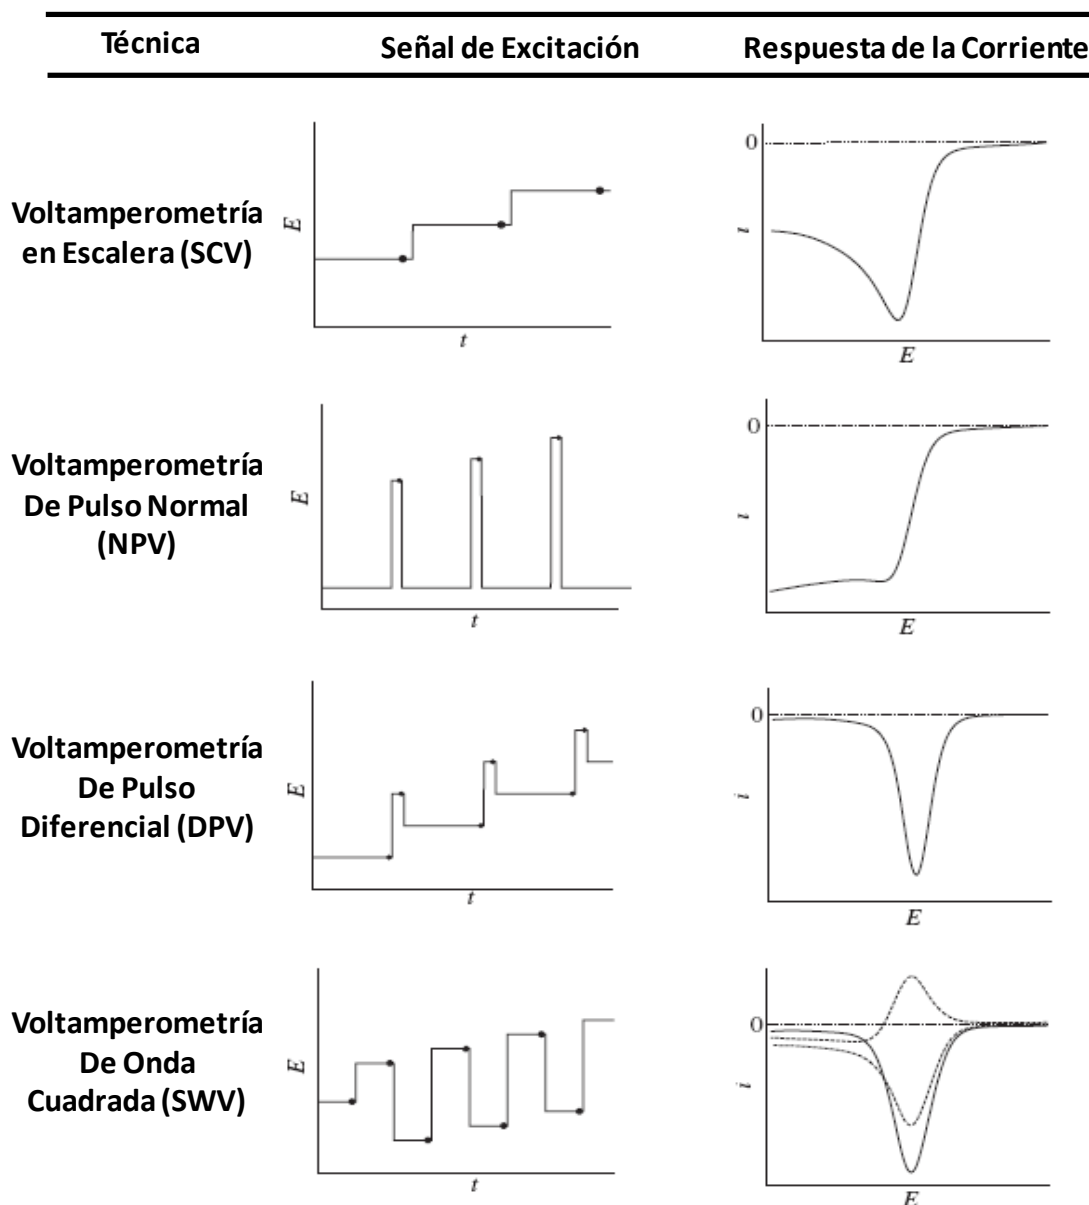 Técnica
Señal de Excitación
Respuesta de la Corriente
Voltamperometría
en Escalera (SCV)
E
t
0
i
E
Voltamperometría
De Pulso Normal
(NPV)
E
t
0
i
E
Voltamperometría
De Pulso
Diferencial (DPV)
E
t
0
i
E
Voltamperometría
De Onda
Cuadrada (SWV)
E
t
0
i
E